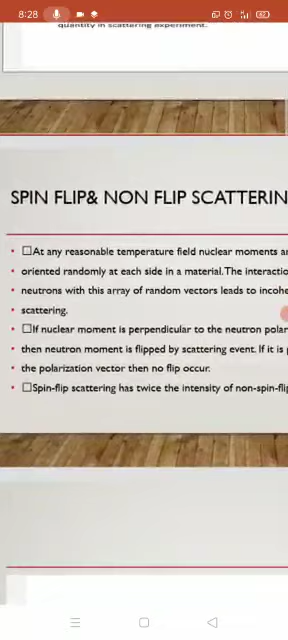 8:28
quantity in scattering experiment.
SPIN FLIP& NON FLIP SCATTERIN
• □At any reasonable temperature field nuclear moments a
• oriented randomly at each side in a material. The interactio
• neutrons with this array of random vectors leads to incohe
• scattering.
• □If nuclear moment is perpendicular to the neutron polar
• then neutron moment is flipped by scattering event. If it is
• the polarization vector then no flip occur.
• □Spin-flip scattering has twice the intensity of non-spin-flip